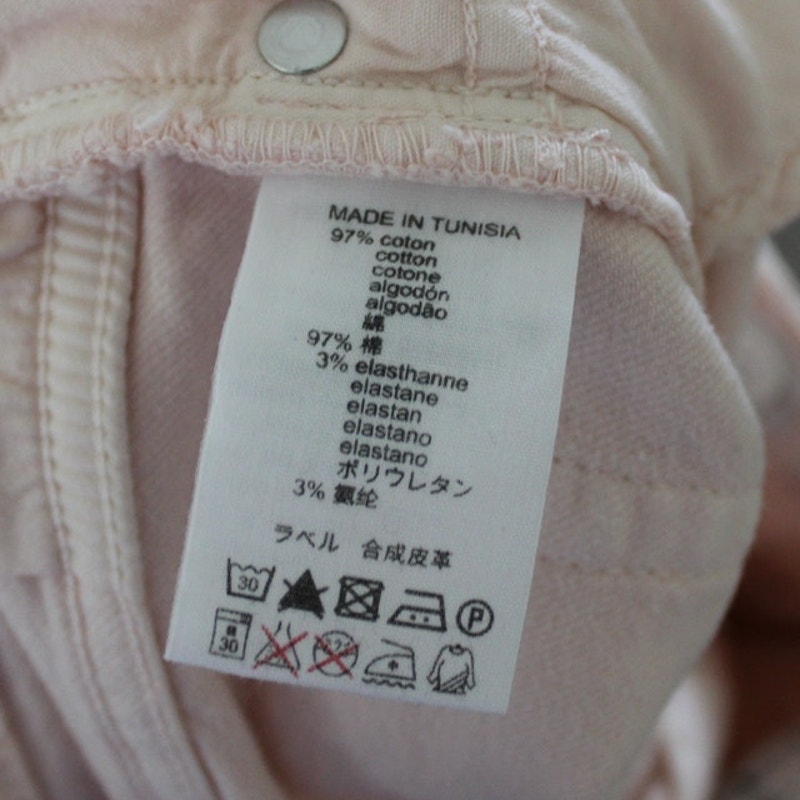 MADE IN TUNISIA
97% coton
cotton
cotone
algodón
algodão
綿
97% 棉
3% elasthanne
elastane
elastan
elastano
elastano
ポリウレタン
3% 氨纶
ラベル 合成皮革
30 P
30